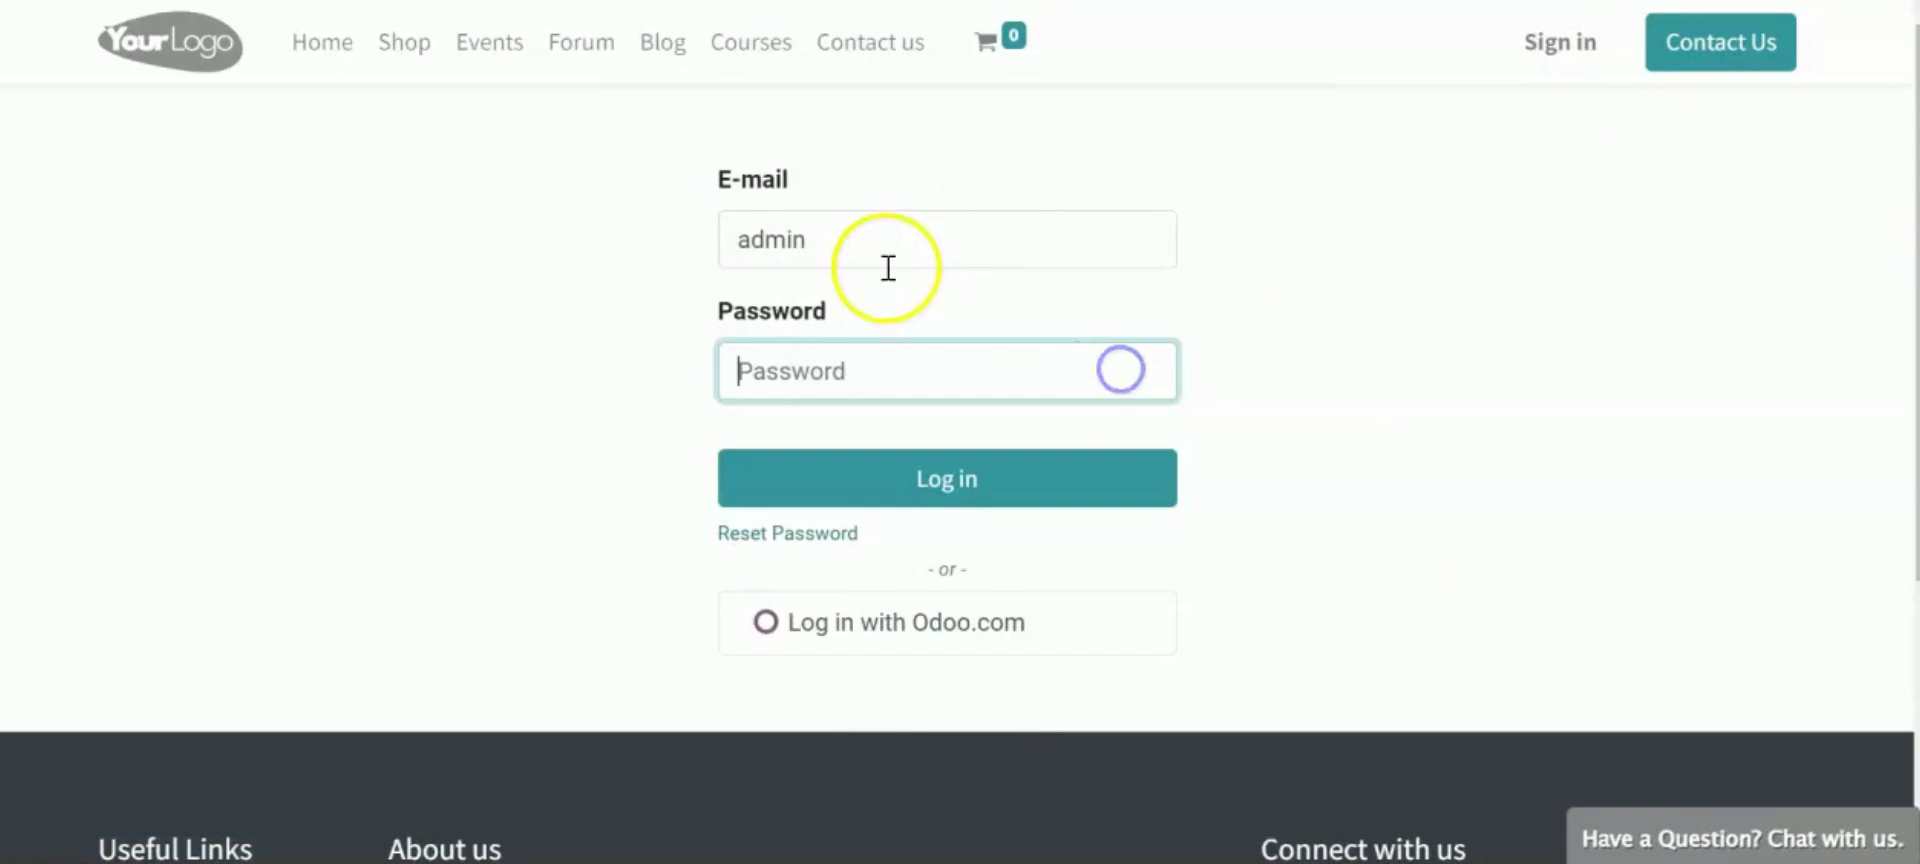 YourLogo Home Shop Events Forum Blog Courses Contact us 0 Sign in Contact Us
E-mail
admin
Password
Password
Log in
Reset Password
- or -
Log in with Odoo.com
Useful Links About us Connect with us
Have a Question? Chat with us.